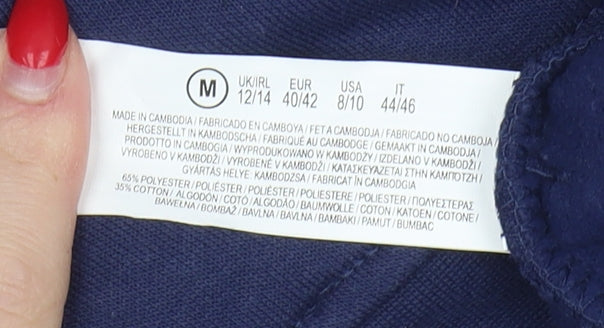 M
UK/IRL EUR USA IT
12/14 40/42 8/10 44/46
MADE IN CAMBODIA / FABRICADO EN CAMBOYA / FET A CAMBODJA / FABRICADO NO CAMBOJA /
HERGESTELLT IN KAMBODSCHA / FABRIQUÉ AU CAMBODGE / GEMAAKT IN CAMBODJA /
PRODOTTO IN CAMBOGIA / WYPRODUKOWANO W KAMBODŻY / IZDELANO V KAMBODŽI /
VYROBENO V KAMBODŽI / VYROBENÉ V KAMBODŽI / ΚΑΤΑΣΚΕΥΑΖΕΤΑΙ ΣΤΗΝ ΚΑΜΠΟΤΖΗ /
GYÁRTÁS HELYE: KAMBODZSA / FABRICAT ÎN CAMBODGIA
65% POLYESTER / POLIÉSTER / POLIÈSTER / POLIESTERE / POLIESTER / ΠΟΛΥΕΣΤΕΡΑΣ
35% COTTON / ALGODÓN / COTÓ / ALGODÃO / BAUMWOLLE / COTON / KATOEN / COTONE /
BAWEŁNA / BOMBAŽ / BAVLNA / BAVLNA / ΒΑΜΒΑΚΙ / PAMUT / BUMBAC